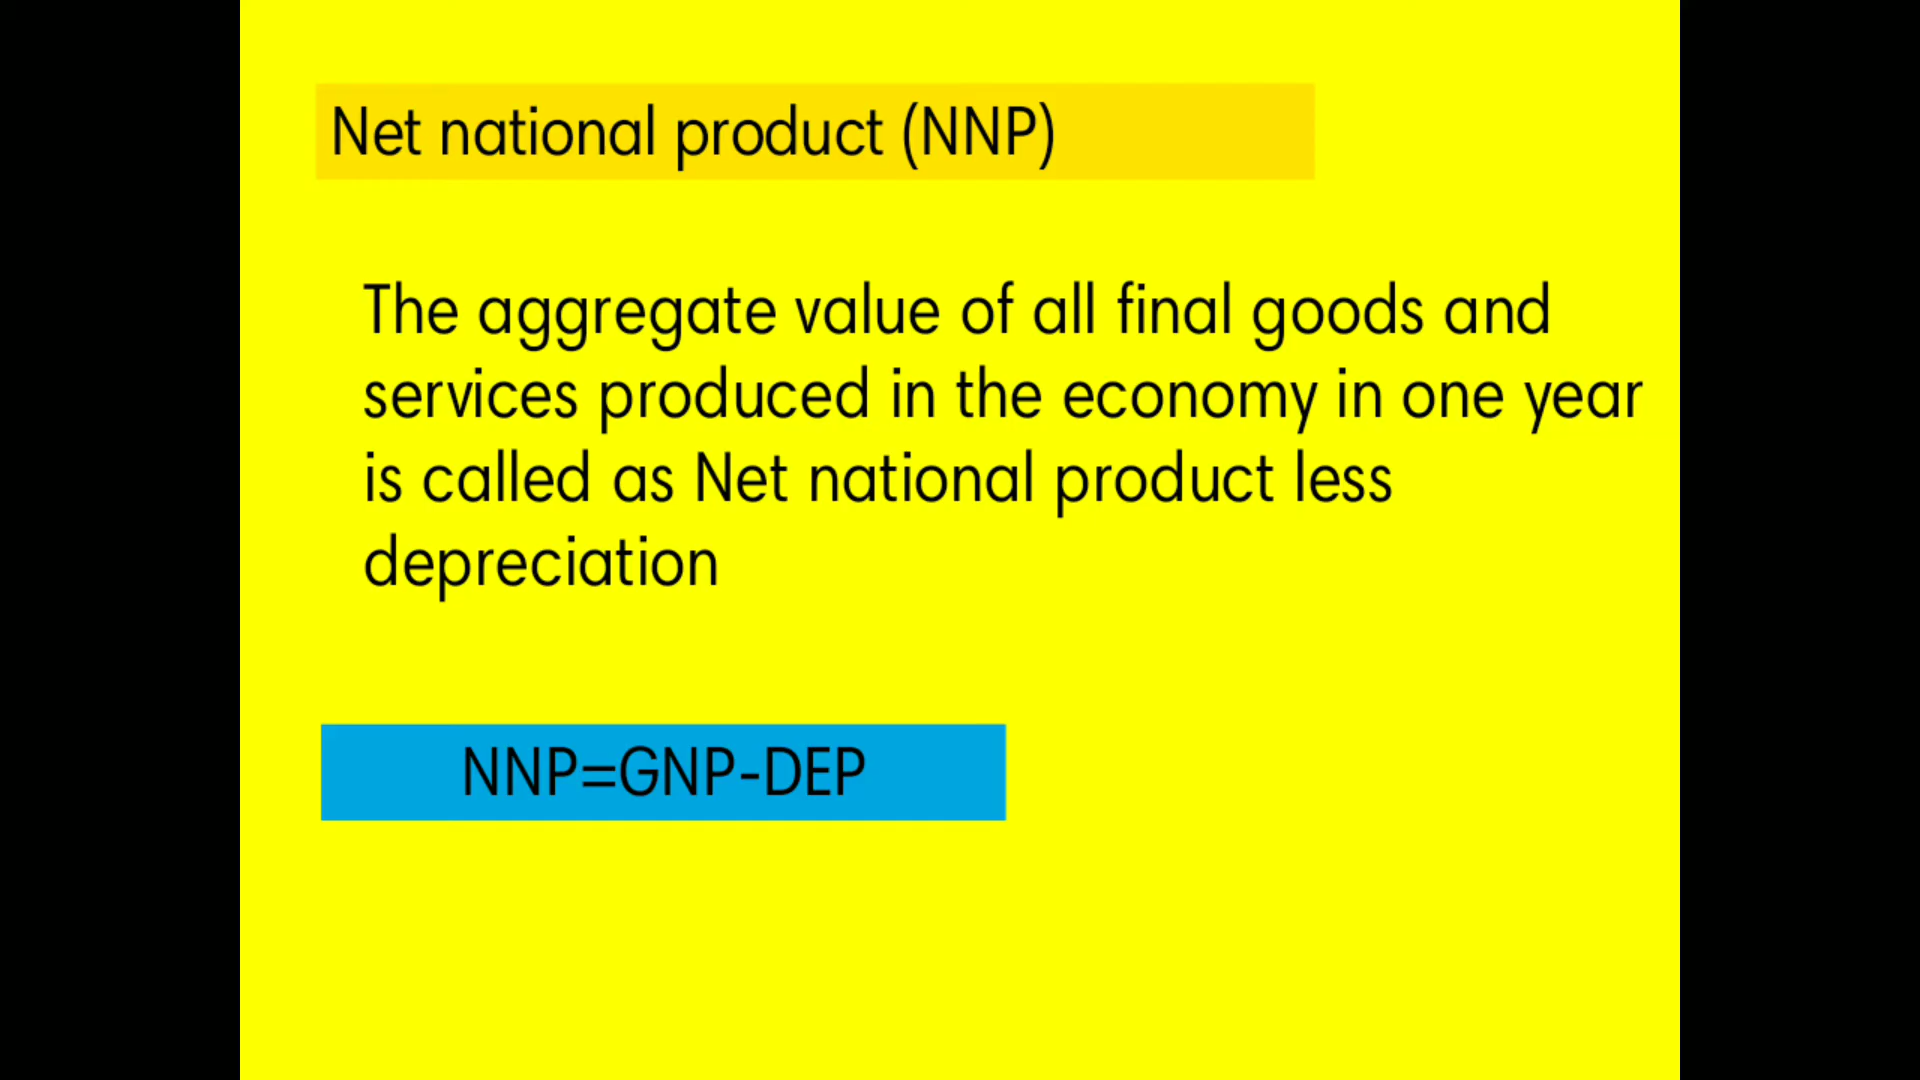 Net national product (NNP)
The aggregate value of all final goods and
services produced in the economy in one year
is called as Net national product less
depreciation
NNP=GNP-DEP